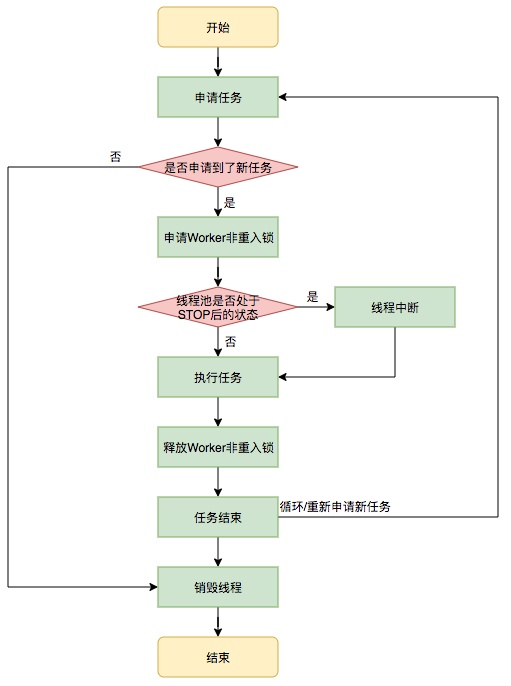 开始
申请任务
否
是否申请到了新任务
是
申请Worker非重入锁
线程池是否处于
STOP后的状态
是
线程中断
否
执行任务
释放Worker非重入锁
任务结束
循环/重新申请新任务
销毁线程
结束